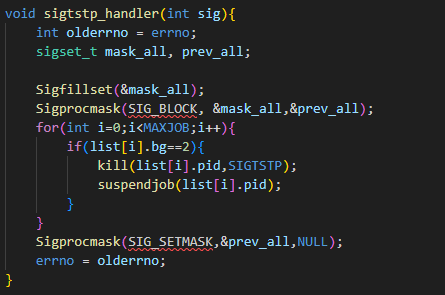 void sigtstp_handler(int sig){
    int olderrno = errno;
    sigset_t mask_all, prev_all;

    Sigfillset(&mask_all);
    Sigprocmask(SIG_BLOCK, &mask_all,&prev_all);
    for(int i=0;i<MAXJOB;i++){
        if(list[i].bg==2){
            kill(list[i].pid,SIGTSTP);
            suspendjob(list[i].pid);
        }
    }
    Sigprocmask(SIG_SETMASK,&prev_all,NULL);
    errno = olderrno;
}